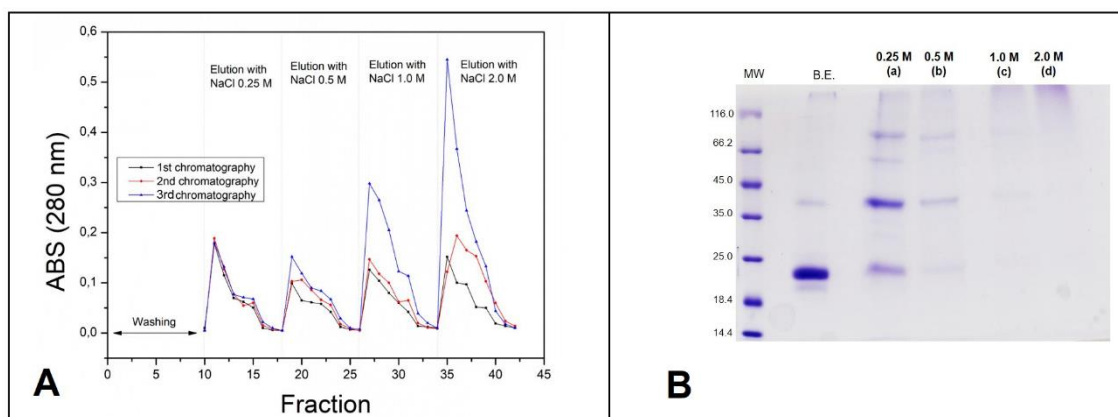 0,6
0,5
0,4
0,3
0,2
0,1
0,0
ABS (280 nm)
Elution with
NaCl 0.25 M
Elution with
NaCl 0.5 M
Elution with
NaCl 1.0 M
Elution with
NaCl 2.0 M
1st chromatography
2nd chromatography
3rd chromatography
Washing
0 5 10 15 20 25 30 35 40 45
Fraction
A
MW
B.E.
0.25 M
(a)
0.5 M
(b)
1.0 M
(c)
2.0 M
(d)
116.0
66.2
45.0
35.0
25.0
18.4
14.4
B